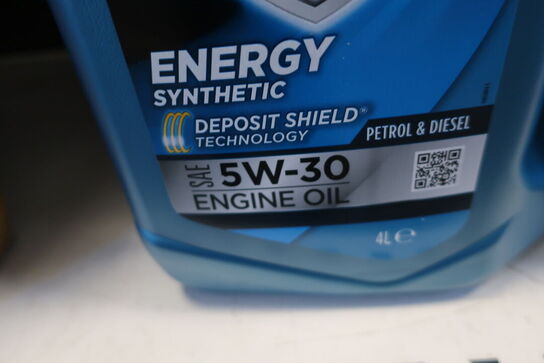 ENERGY
SYNTHETIC
DEPOSIT SHIELD®
TECHNOLOGY
PETROL & DIESEL
SAE 5W-30
ENGINE OIL
4L ℮